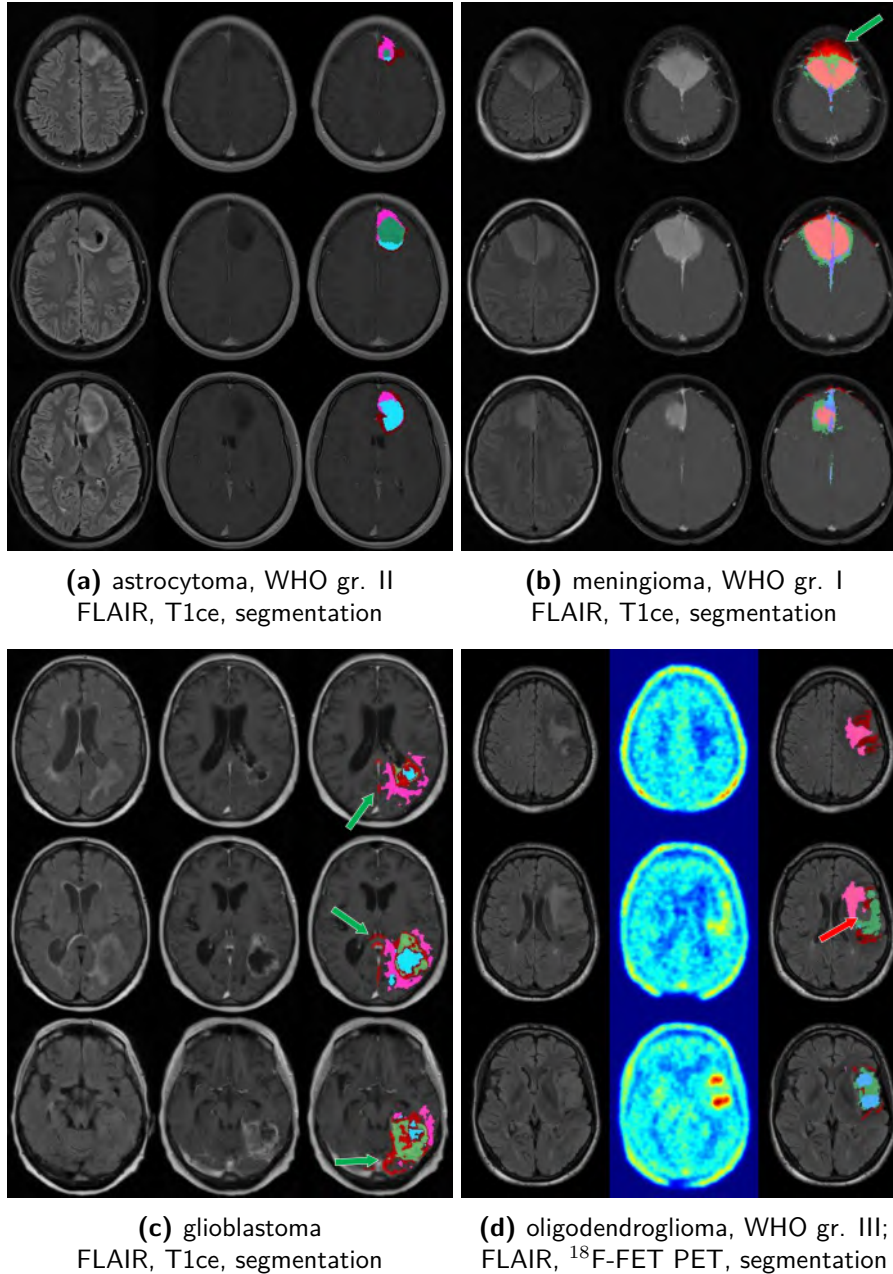 (a) astrocytoma, WHO gr. II
FLAIR, T1ce, segmentation
(b) meningioma, WHO gr. I
FLAIR, T1ce, segmentation
(c) glioblastoma
FLAIR, T1ce, segmentation
(d) oligodendroglioma, WHO gr. III;
FLAIR, ¹⁸F-FET PET, segmentation